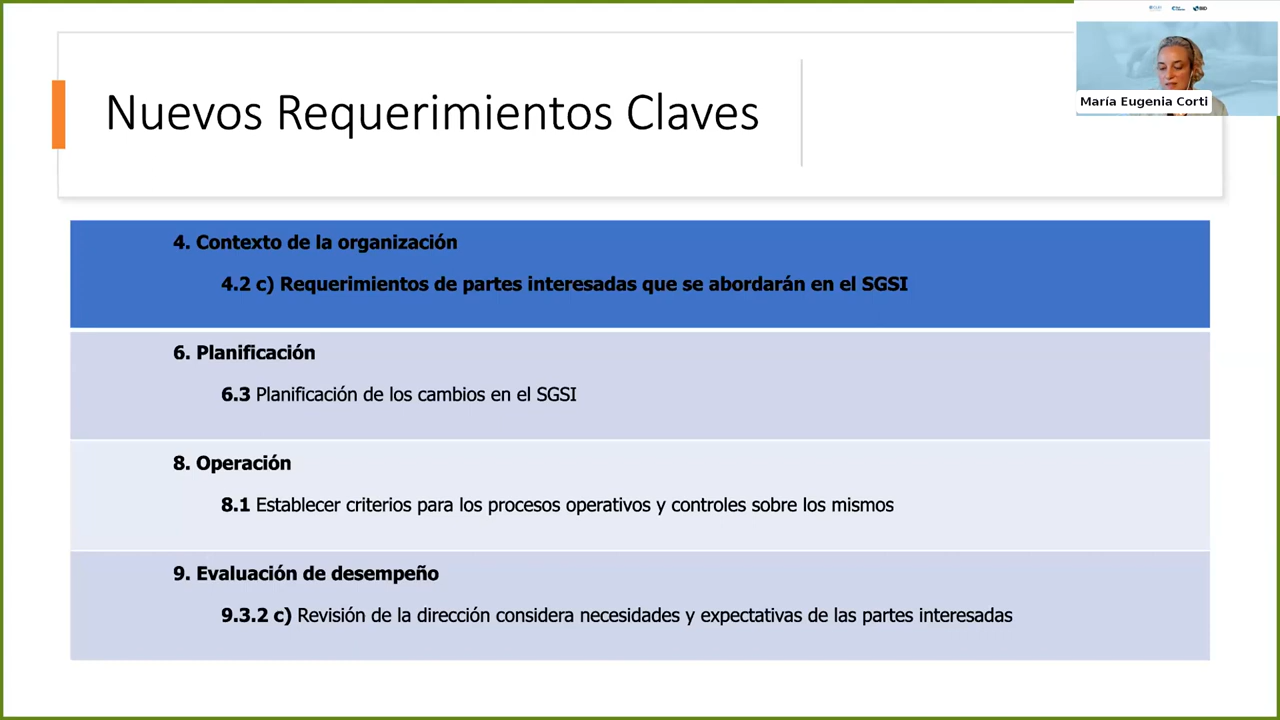 Nuevos Requerimientos Claves
María Eugenia Corti
4. Contexto de la organización
4.2 c) Requerimientos de partes interesadas que se abordarán en el SGSI
6. Planificación
6.3 Planificación de los cambios en el SGSI
8. Operación
8.1 Establecer criterios para los procesos operativos y controles sobre los mismos
9. Evaluación de desempeño
9.3.2 c) Revisión de la dirección considera necesidades y expectativas de las partes interesadas